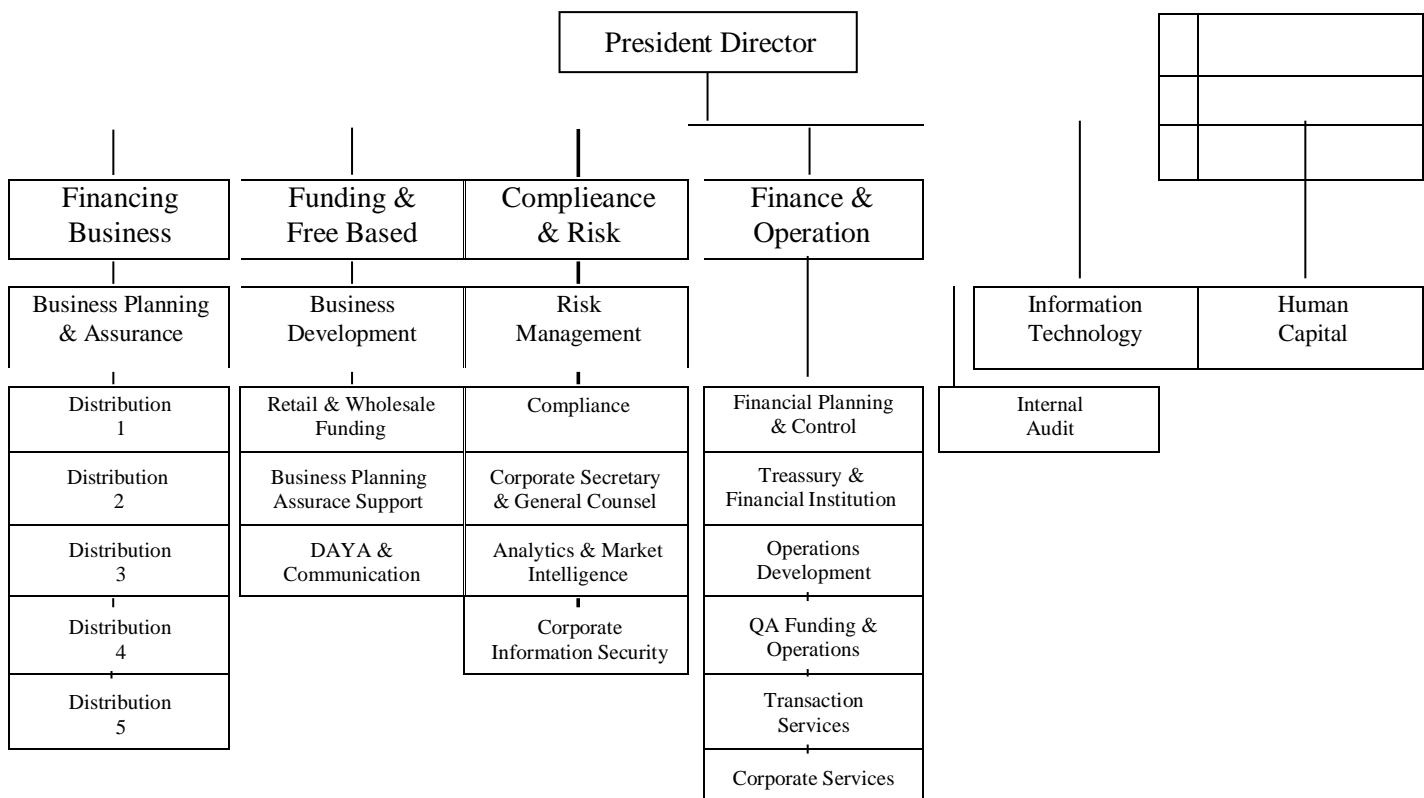 President Director
Financing
Business
Funding &
Free Based
Complieance
& Risk
Finance &
Operation
Business Planning
& Assurance
Business
Development
Risk
Management
Information
Technology
Human
Capital
Distribution
1
Retail & Wholesale
Funding
Compliance
Financial Planning
& Control
Internal
Audit
Distribution
2
Business Planning
Assurace Support
Corporate Secretary
& General Counsel
Treassury &
Financial Institution
Distribution
3
DAYA &
Communication
Analytics & Market
Intelligence
Operations
Development
Distribution
4
Corporate
Information Security
QA Funding &
Operations
Distribution
5
Transaction
Services
Corporate Services